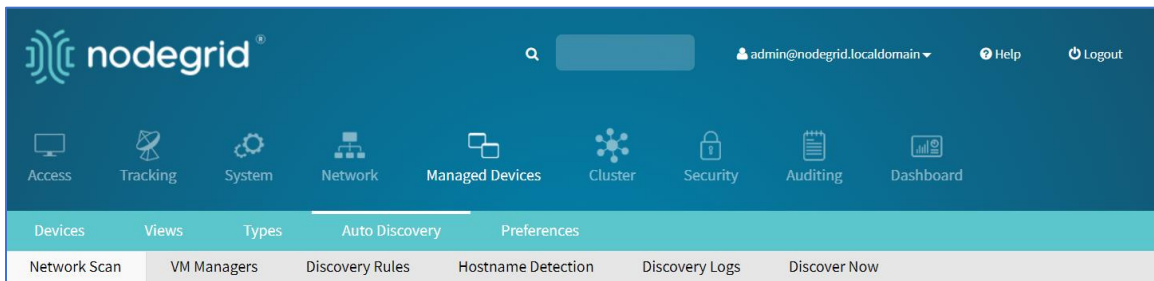 nodegrid®
admin@nodegrid.localdomain Help Logout
Access Tracking System Network Managed Devices Cluster Security Auditing Dashboard
Devices Views Types Auto Discovery Preferences
Network Scan VM Managers Discovery Rules Hostname Detection Discovery Logs Discover Now